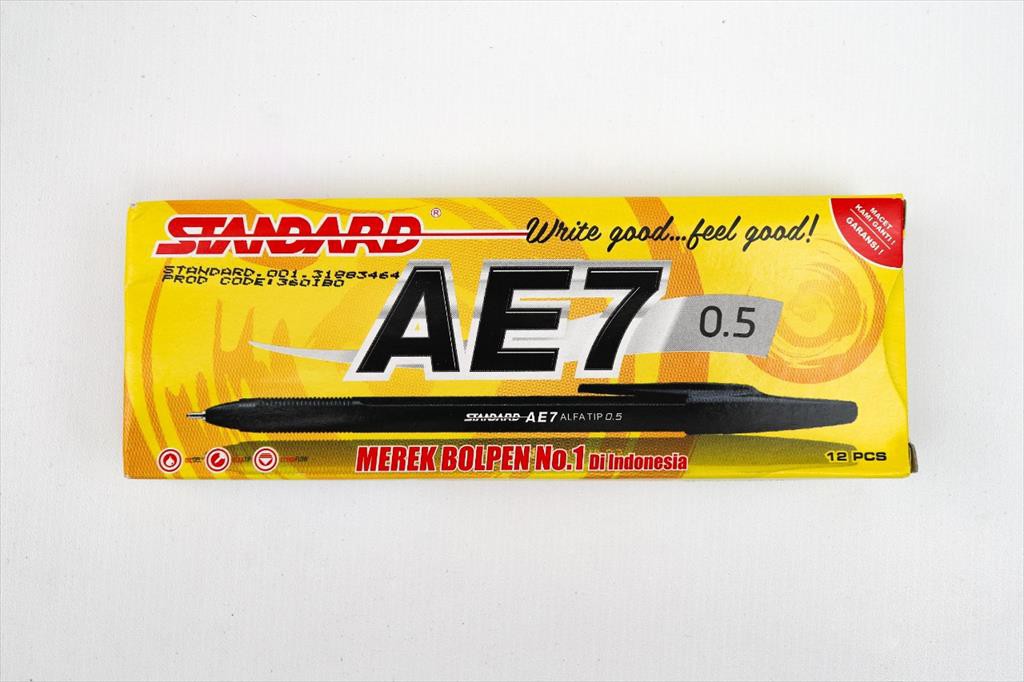 STANDARD ®
Write good...feel good!
MACET
KAMI GANTI!
GARANSI!
STANDARD.001.31283464
PROD CODE:360IBO
AE7
0.5
STANDARD AE7 ALFATIP 0.5
MEREK BOLPEN No.1 Di Indonesia
12 PCS